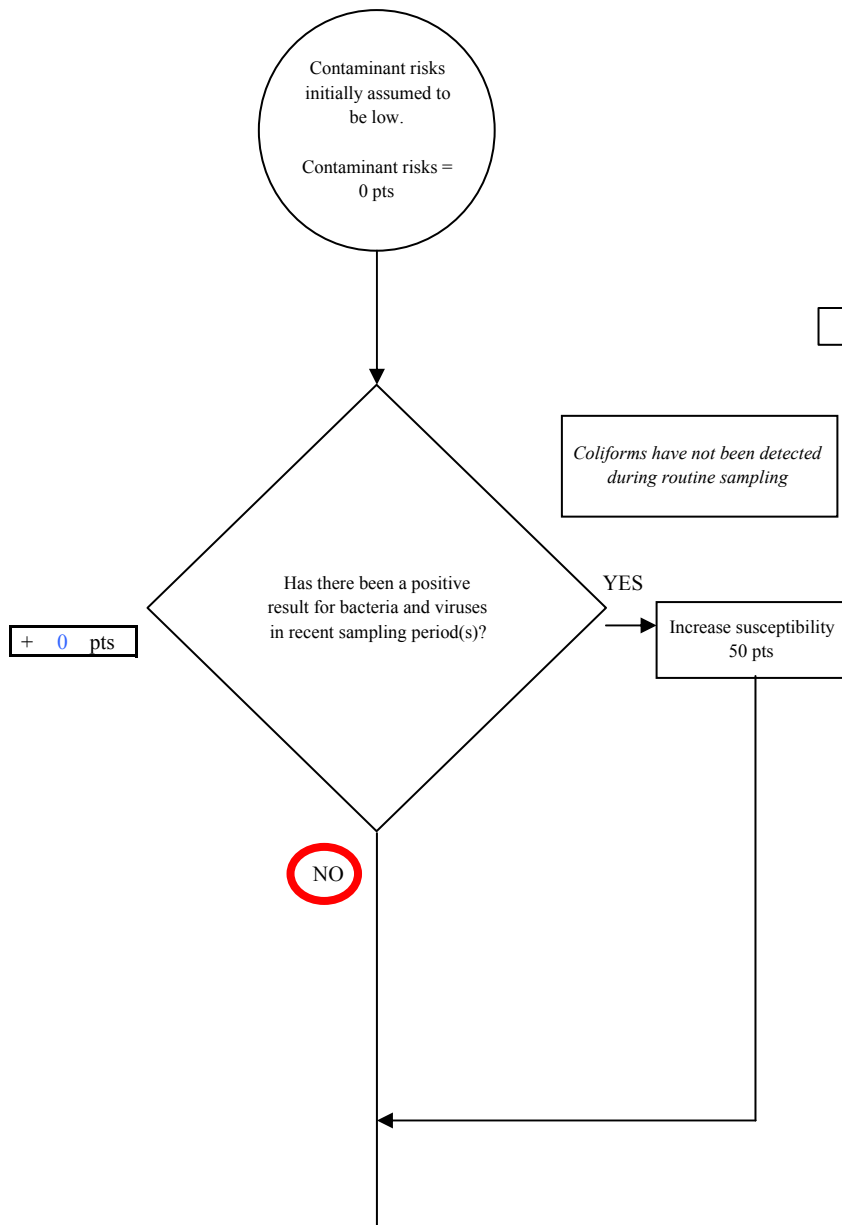 Contaminant risks
initially assumed to
be low.
Contaminant risks =
0 pts
Coliforms have not been detected
during routine sampling
Has there been a positive
result for bacteria and viruses
in recent sampling period(s)?
YES
+ 0 pts
Increase susceptibility
50 pts
NO